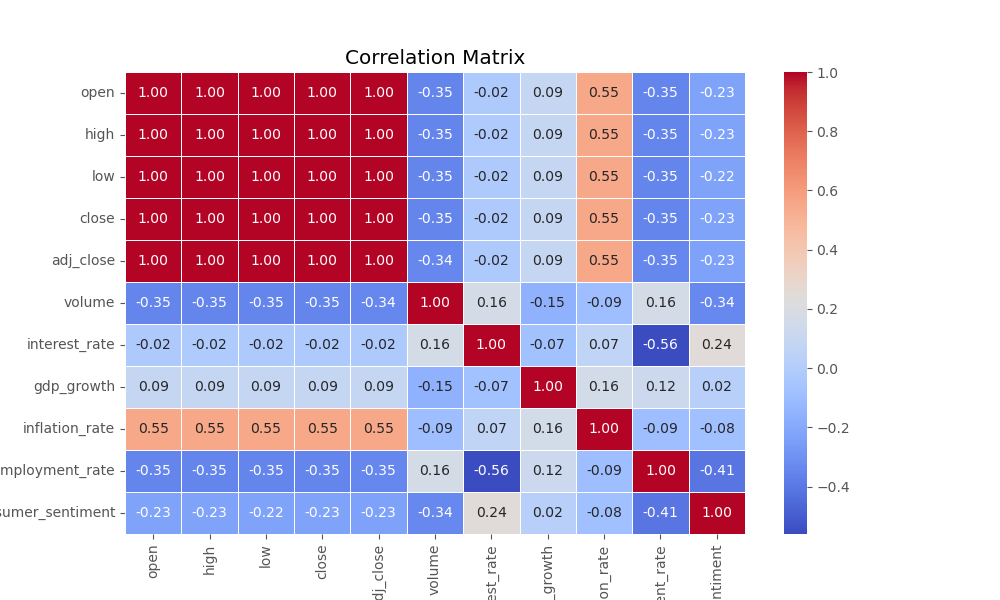 Correlation Matrix
open 1.00 1.00 1.00 1.00 1.00 -0.35 -0.02 0.09 0.55 -0.35 -0.23
high 1.00 1.00 1.00 1.00 1.00 -0.35 -0.02 0.09 0.55 -0.35 -0.23
low 1.00 1.00 1.00 1.00 1.00 -0.35 -0.02 0.09 0.55 -0.35 -0.22
close 1.00 1.00 1.00 1.00 1.00 -0.35 -0.02 0.09 0.55 -0.35 -0.23
adj_close 1.00 1.00 1.00 1.00 1.00 -0.34 -0.02 0.09 0.55 -0.35 -0.23
volume -0.35 -0.35 -0.35 -0.35 -0.34 1.00 0.16 -0.15 -0.09 0.16 -0.34
interest_rate -0.02 -0.02 -0.02 -0.02 -0.02 0.16 1.00 -0.07 0.07 -0.56 0.24
gdp_growth 0.09 0.09 0.09 0.09 0.09 -0.15 -0.07 1.00 0.16 0.12 0.02
inflation_rate 0.55 0.55 0.55 0.55 0.55 -0.09 0.07 0.16 1.00 -0.09 -0.08
mployment_rate -0.35 -0.35 -0.35 -0.35 -0.35 0.16 -0.56 0.12 -0.09 1.00 -0.41
sumer_sentiment -0.23 -0.23 -0.22 -0.23 -0.23 -0.34 0.24 0.02 -0.08 -0.41 1.00
open high low close dj_close volume est_rate _growth on_rate ent_rate ntiment
1.0
0.8
0.6
0.4
0.2
0.0
−0.2
−0.4